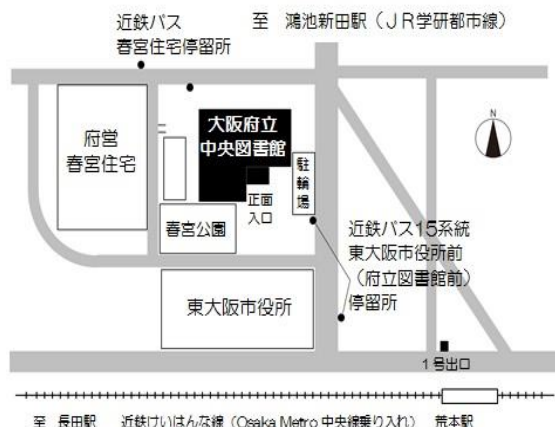 近鉄バス
春宮住宅停留所
至 鴻池新田駅（ＪＲ学研都市線）
N
府営
春宮住宅
大阪府立
中央図書館
駐
輪
場
正面
入口
春宮公園
近鉄バス15系統
東大阪市役所前
（府立図書館前）
停留所
東大阪市役所
１号出口
至 長田駅 近鉄けいはんな線（Osaka Metro 中央線乗り入れ） 荒本駅